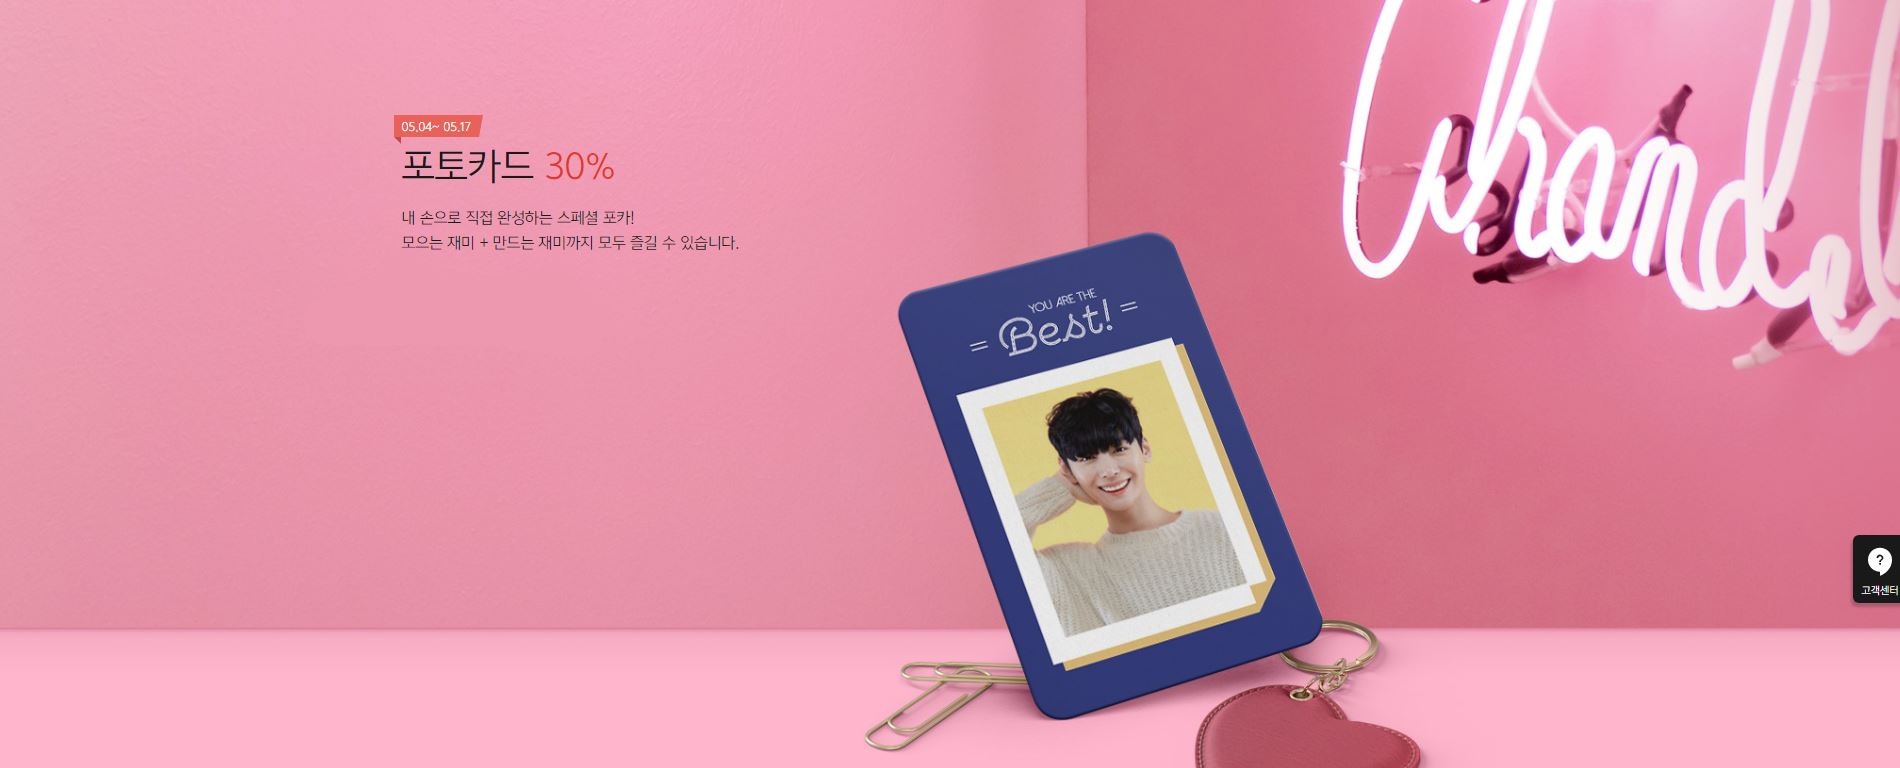 05.04~ 05.17
포토카드 30%
내 손으로 직접 완성하는 스페셜 포카!
모으는 재미 + 만드는 재미까지 모두 즐길 수 있습니다.
YOU ARE THE
= Best! =
?
고객센터